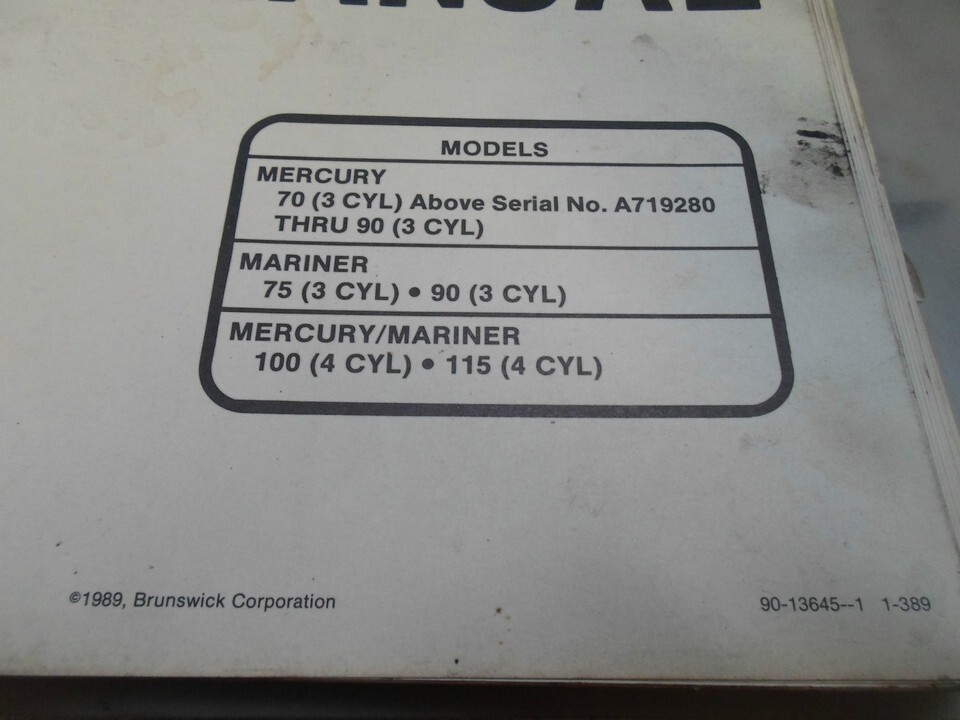 MANUAL
MODELS
MERCURY
70 (3 CYL) Above Serial No. A719280
THRU 90 (3 CYL)
MARINER
75 (3 CYL) • 90 (3 CYL)
MERCURY/MARINER
100 (4 CYL) • 115 (4 CYL)
©1989, Brunswick Corporation
90-13645--1 1-389